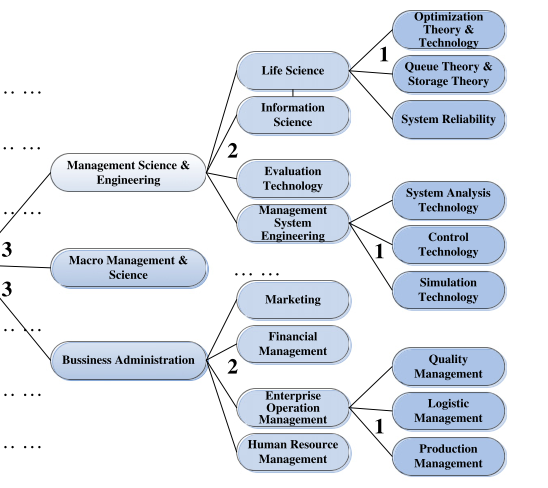 Optimization
Theory &
Technology
1
Queue Theory &
Storage Theory
System Reliability
Life Science
Information
Science
2
Evaluation
Technology
Management
System
Engineering
System Analysis
Technology
1
Control
Technology
Simulation
Technology
Management Science &
Engineering
3
Macro Management &
Science
3
Bussiness Administration
… …
Marketing
Financial
Management
2
Enterprise
Operation
Management
Human Resource
Management
Quality
Management
Logistic
Management
1
Production
Management
.. …
.. …
.. …
.. …
.. …
.. …